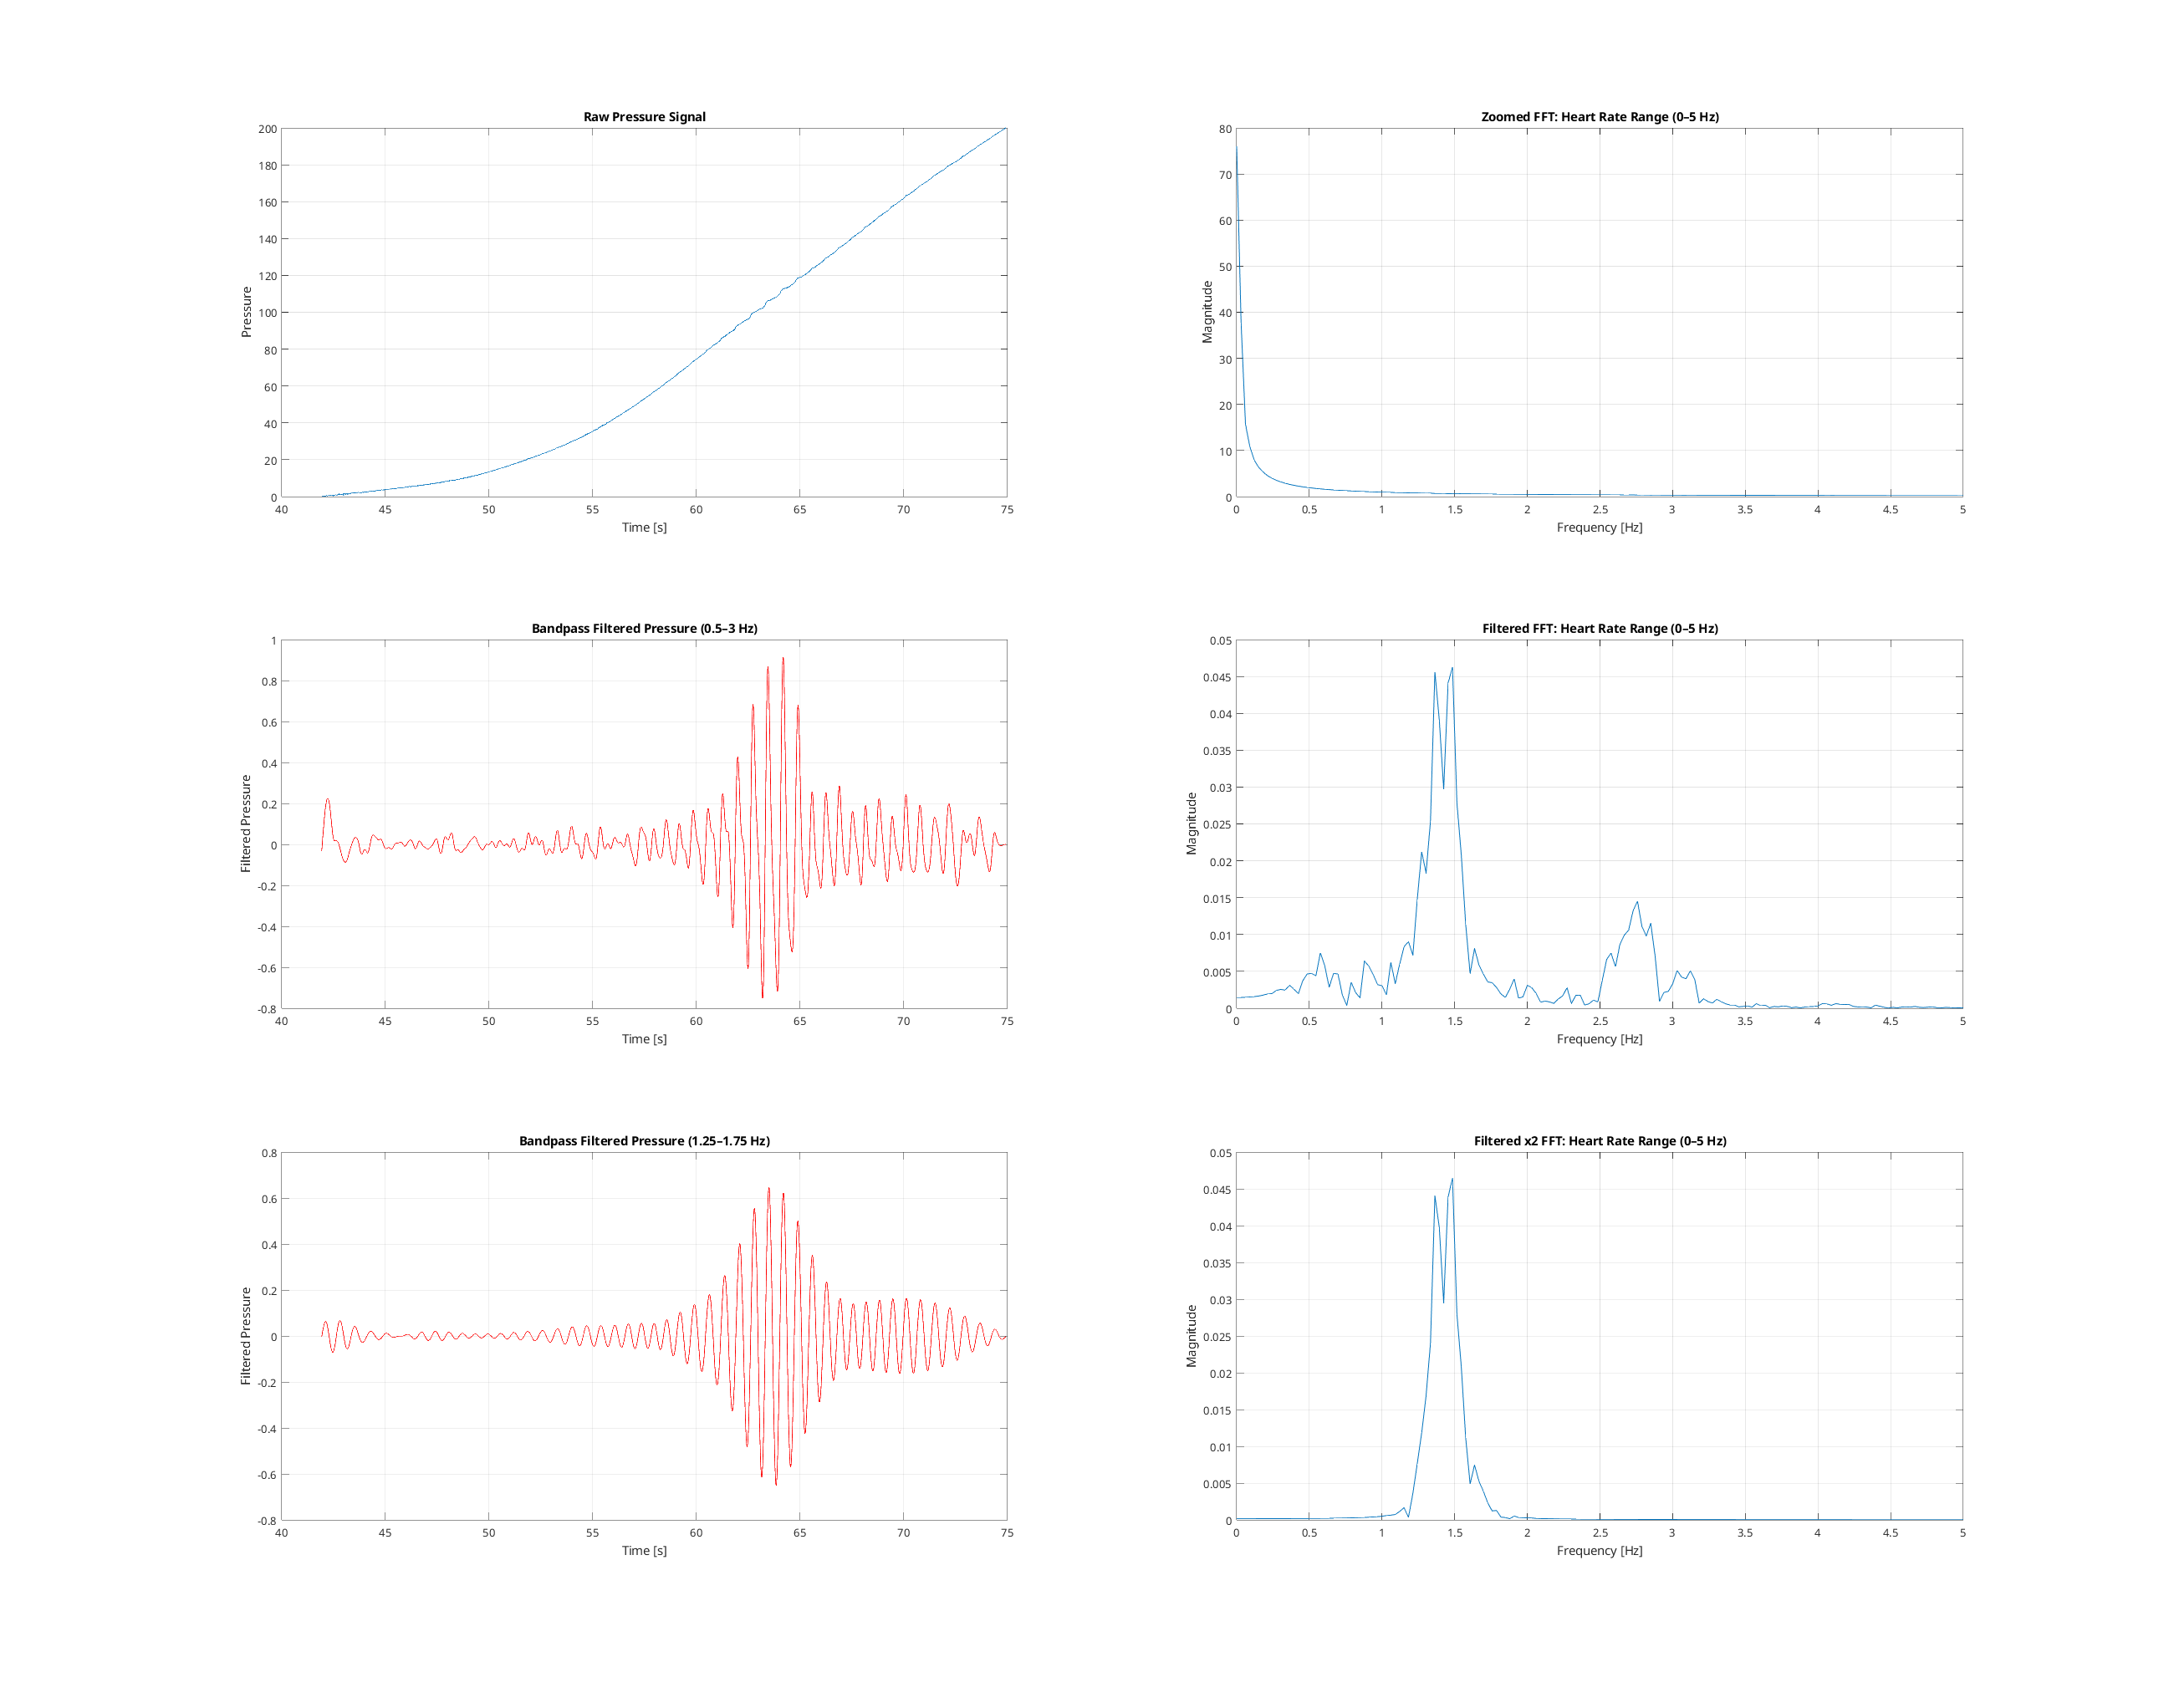 Raw Pressure Signal
200
180
160
140
120
100
80
60
40
20
0
Pressure
40 45 50 55 60 65 70 75
Time [s]
Zoomed FFT: Heart Rate Range (0–5 Hz)
80
70
60
50
40
30
20
10
0
Magnitude
0 0.5 1 1.5 2 2.5 3 3.5 4 4.5 5
Frequency [Hz]
Bandpass Filtered Pressure (0.5–3 Hz)
1
0.8
0.6
0.4
0.2
0
-0.2
-0.4
-0.6
-0.8
Filtered Pressure
40 45 50 55 60 65 70 75
Time [s]
Filtered FFT: Heart Rate Range (0–5 Hz)
0.05
0.045
0.04
0.035
0.03
0.025
0.02
0.015
0.01
0.005
0
Magnitude
0 0.5 1 1.5 2 2.5 3 3.5 4 4.5 5
Frequency [Hz]
Bandpass Filtered Pressure (1.25–1.75 Hz)
0.8
0.6
0.4
0.2
0
-0.2
-0.4
-0.6
-0.8
Filtered Pressure
40 45 50 55 60 65 70 75
Time [s]
Filtered x2 FFT: Heart Rate Range (0–5 Hz)
0.05
0.045
0.04
0.035
0.03
0.025
0.02
0.015
0.01
0.005
0
Magnitude
0 0.5 1 1.5 2 2.5 3 3.5 4 4.5 5
Frequency [Hz]